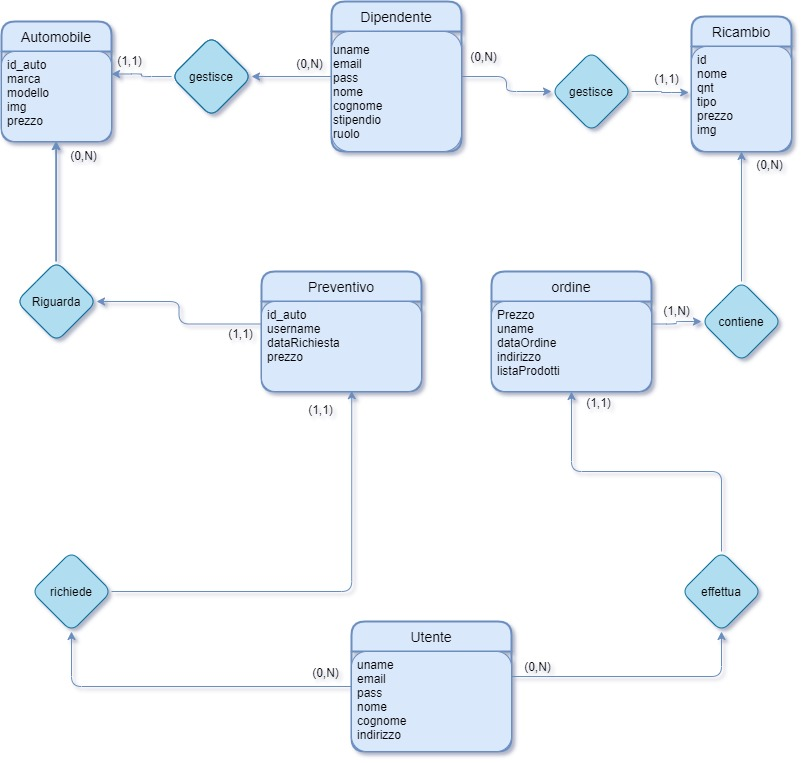 Automobile
id_auto
marca
modello
img
prezzo
(1,1)
gestisce
(0,N)
Dipendente
uname
email
pass
nome
cognome
stipendio
ruolo
(0,N)
gestisce
(1,1)
Ricambio
id
nome
qnt
tipo
prezzo
img
(0,N)
(0,N)
Riguarda
(1,1)
Preventivo
id_auto
username
dataRichiesta
prezzo
(1,1)
ordine
Prezzo
uname
dataOrdine
indirizzo
listaProdotti
(1,N)
contiene
(1,1)
richiede
effettua
(0,N)
Utente
uname
email
pass
nome
cognome
indirizzo
(0,N)